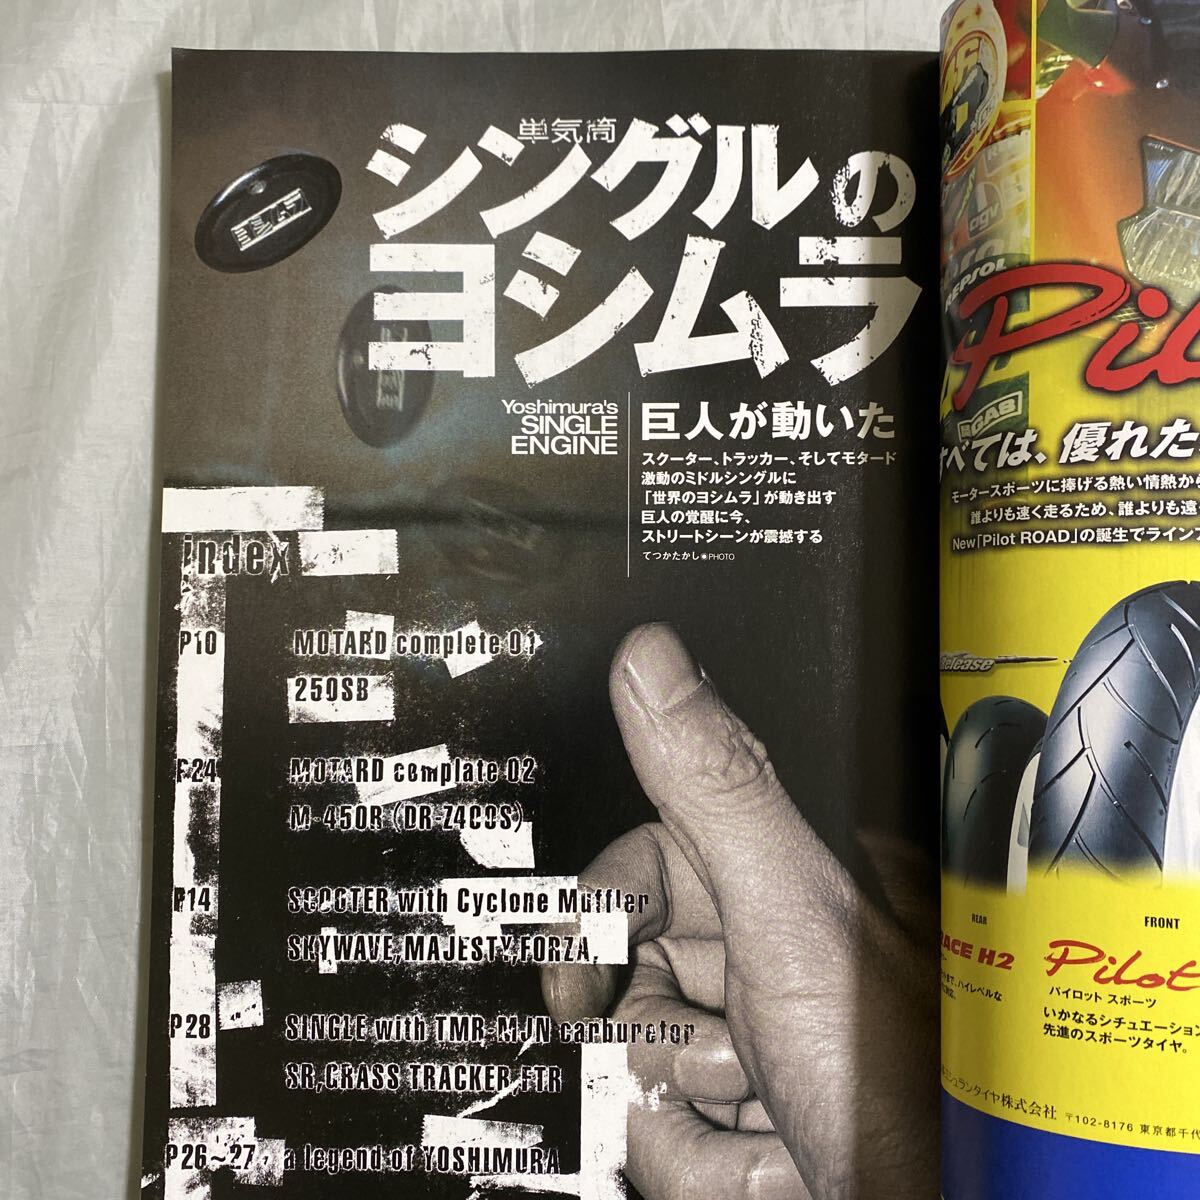 単気筒
シングルの
ヨシムラ
Yoshimura's
SINGLE
ENGINE
巨人が動いた
スクーター、トラッカー、そしてモタード
激動のミドルシングルに
「世界のヨシムラ」が動き出す
巨人の覚醒に今、
ストリートシーンが震撼する
てつかたかし◉PHOTO
index
P10 MOTARD complete 01
250SB
P24 MOTARD complate 02
M-450R (DR-Z400S)
P14 SCOOTER with Cyclone Muffler
SKYWAVE,MAJESTY,FORZA,
P28 SINGLE with TMR-MJN carburetor
SR,GRASS TRACKER,FTR
P26~27, a legend of YOSHIMURA
agv
REPSOL
Pil
すべては、優れた
モータースポーツに捧げる熱い情熱か
誰よりも速く走るため、誰よりも遠
New「Pilot ROAD」の誕生でライン
Release
REAR
FRONT
RACE H2
ハイレベルな
Pilot
パイロット スポーツ
いかなるシチュエーション
先進のスポーツタイヤ。
ミシュランタイヤ株式会社 〒102-8176 東京都千代